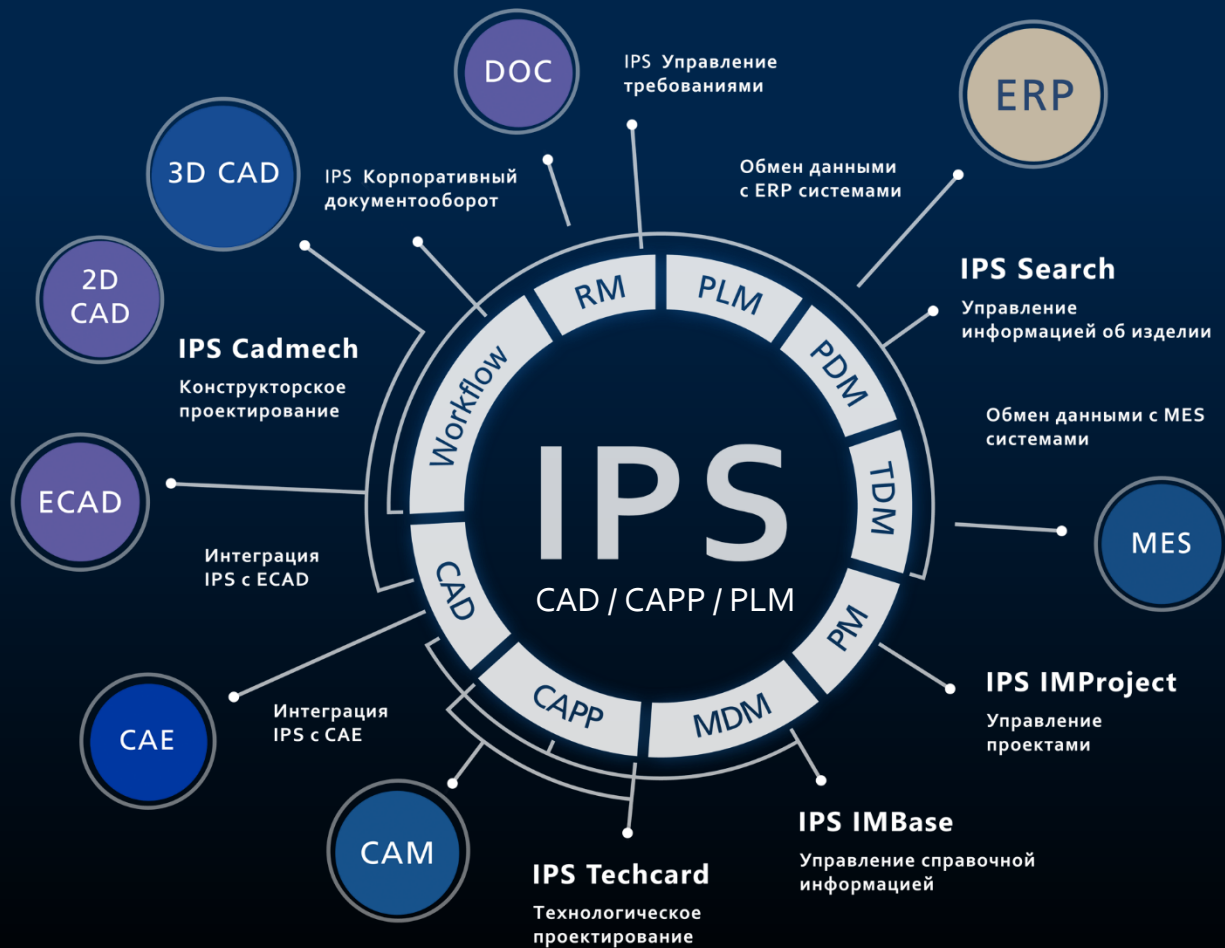 DOC
IPS Управление
требованиями
ERP
3D CAD
IPS Корпоративный
документооборот
Обмен данными
с ERP системами
2D
CAD
IPS Cadmech
Конструкторское
проектирование
IPS Search
Управление
информацией об изделии
Обмен данными с MES
системами
ECAD
Интеграция
IPS с ECAD
MES
Workflow
RM
PLM
PDM
TDM
PM
MDM
CAPP
CAD
IPS
CAD / CAPP / PLM
CAE
Интеграция
IPS с CAE
CAM
IPS IMProject
Управление
проектами
IPS IMBase
Управление справочной
информацией
IPS Techcard
Технологическое
проектирование